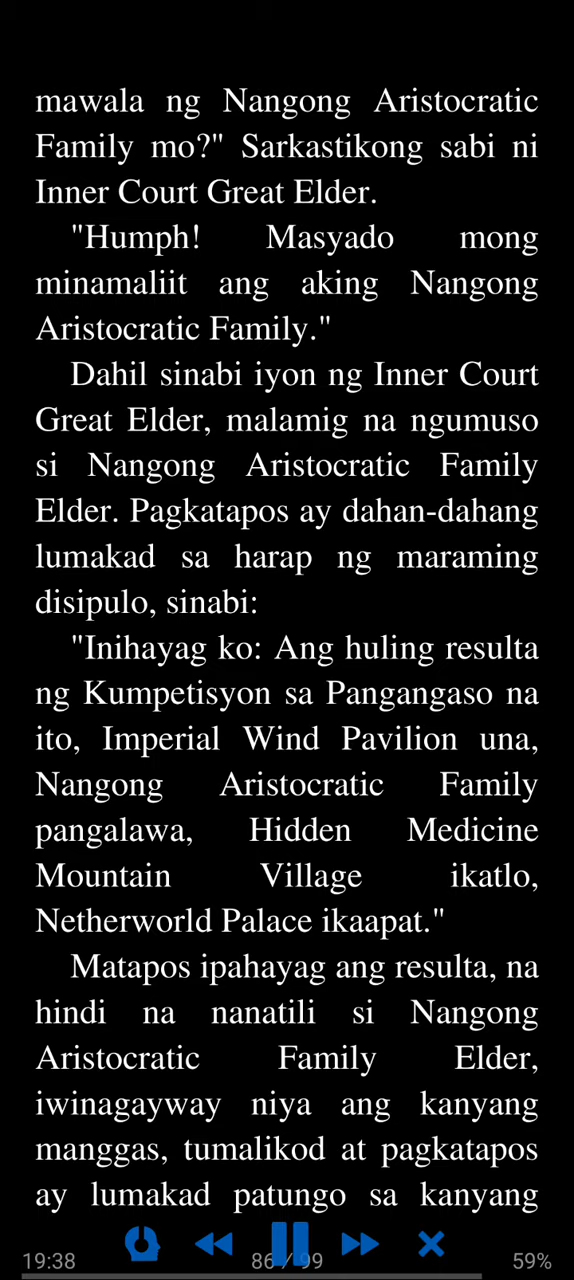 mawala ng Nangong Aristocratic
Family mo?" Sarkastikong sabi ni
Inner Court Great Elder.
"Humph! Masyado mong
minamaliit ang aking Nangong
Aristocratic Family."
Dahil sinabi iyon ng Inner Court
Great Elder, malamig na ngumuso
si Nangong Aristocratic Family
Elder. Pagkatapos ay dahan-dahang
lumakad sa harap ng maraming
disipulo, sinabi:
"Inihayag ko: Ang huling resulta
ng Kumpetisyon sa Pangangaso na
ito, Imperial Wind Pavilion una,
Nangong Aristocratic Family
pangalawa, Hidden Medicine
Mountain Village ikatlo,
Netherworld Palace ikaapat."
Matapos ipahayag ang resulta, na
hindi na nanatili si Nangong
Aristocratic Family Elder,
iwinagayway niya ang kanyang
manggas, tumalikod at pagkatapos
ay lumakad patungo sa kanyang
19:38 86 / 99 59%